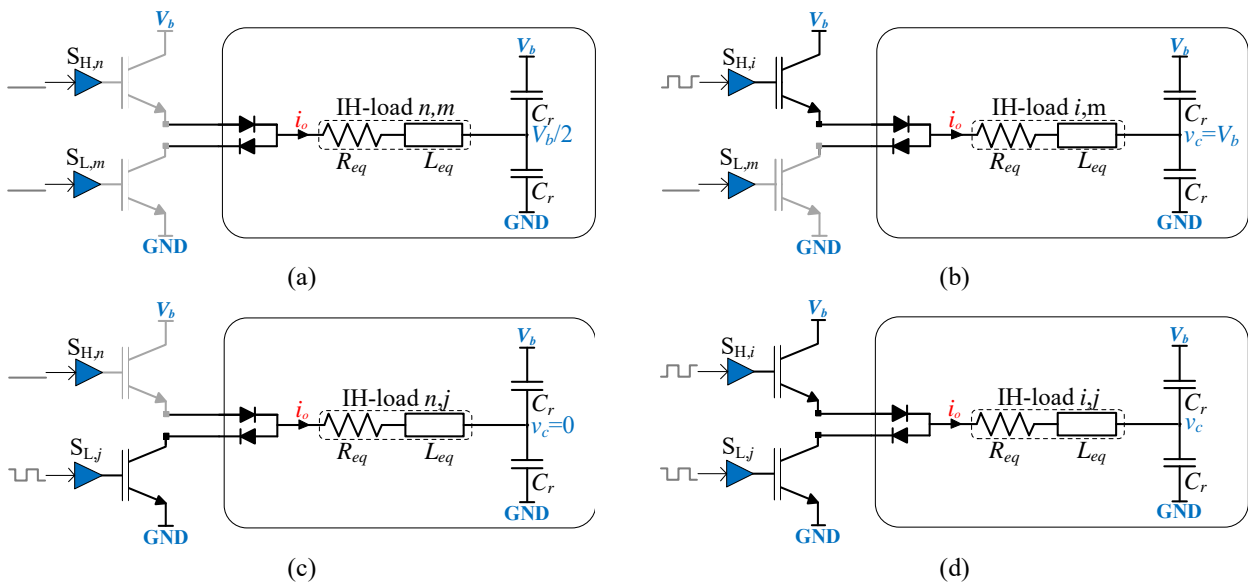 V_b
S_H,n
V_b
i_o
IH-load n,m
C_r
V_b/2
R_eq
L_eq
S_L,m
C_r
GND
GND
(a)
V_b
S_H,i
V_b
i_o
IH-load i,m
C_r
v_c=V_b
R_eq
L_eq
S_L,m
C_r
GND
GND
(b)
V_b
S_H,n
V_b
i_o
IH-load n,j
C_r
v_c=0
R_eq
L_eq
S_L,j
C_r
GND
GND
(c)
V_b
S_H,i
V_b
i_o
IH-load i,j
C_r
v_c
R_eq
L_eq
S_L,j
C_r
GND
GND
(d)